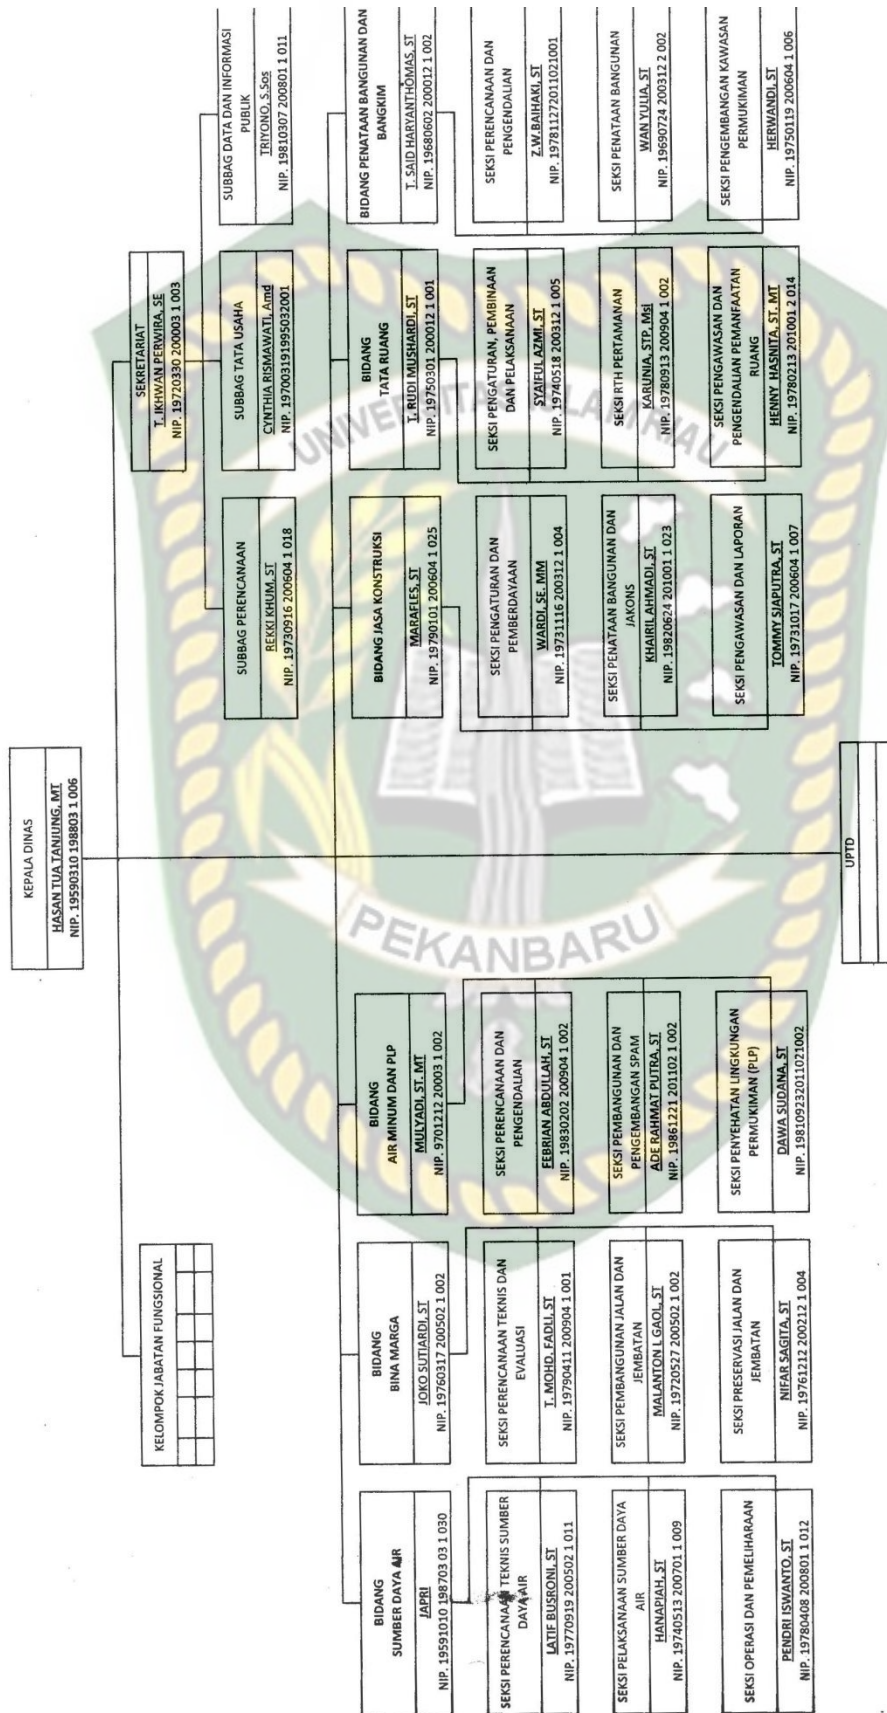 KEPALA DINAS
HASAN TUA TANJUNG, MT
NIP. 19590310 198803 1 006
KELOMPOK JABATAN FUNGSIONAL
SEKRETARIAT
T. IKHWAN PERWIRA, SE
NIP. 19720330 200003 1 003
SUBBAG PERENCANAAN
REKKI KHUM, ST
NIP. 19730916 200604 1 018
SUBBAG TATA USAHA
CYNTHIA RISMAWATI, Amd
NIP. 197003191995032001
SUBBAG DATA DAN INFORMASI
PUBLIK
TRIYONO, S.Sos
NIP. 19810307 200801 1 011
BIDANG
SUMBER DAYA AIR
JAPRI
NIP. 19591010 198703 03 1 030
SEKSI PERENCANAAN TEKNIS SUMBER
DAYA AIR
LATIF BUSRONI, ST
NIP. 19770919 200502 1 011
SEKSI PELAKSANAAN SUMBER DAYA
AIR
HANAPIAH, ST
NIP. 19740513 200701 1 009
SEKSI OPERASI DAN PEMELIHARAAN
PENDRI ISWANTO, ST
NIP. 19780408 200801 1 012
BIDANG
BINA MARGA
JOKO SUTIARDI, ST
NIP. 19760317 200502 1 002
SEKSI PERENCANAAN TEKNIS DAN
EVALUASI
T. MOHD. FADLI, ST
NIP. 19790411 200904 1 001
SEKSI PEMBANGUNAN JALAN DAN
JEMBATAN
MALANTON L GAOL, ST
NIP. 19720527 200502 1 002
SEKSI PRESERVASI JALAN DAN
JEMBATAN
NIFAR SAGITA, ST
NIP. 19761212 200212 1 004
BIDANG
AIR MINUM DAN PLP
MULYADI, ST. MT
NIP. 9701212 20003 1 002
SEKSI PERENCANAAN DAN
PENGENDALIAN
FEBRIAN ABDULLAH, ST
NIP. 19830202 200904 1 002
SEKSI PEMBANGUNAN DAN
PENGEMBANGAN SPAM
ADE RAHMAT PUTRA, ST
NIP. 19861221 201102 1 002
SEKSI PENYEHATAN LINGKUNGAN
PERMUKIMAN (PLP)
DAWA SUDANA, ST
NIP. 198109232011021002
BIDANG JASA KONSTRUKSI
MARAFLES, ST
NIP. 19790101 200604 1 025
SEKSI PENGATURAN DAN
PEMBERDAYAAN
WARDI, SE. MM
NIP. 19731116 200312 1 004
SEKSI PENATAAN BANGUNAN DAN
JAKONS
KHAIRIL AHMADI, ST
NIP. 19820624 201001 1 023
SEKSI PENGAWASAN DAN LAPORAN
TOMMY SIAPUTRA, ST
NIP. 19731017 200604 1 007
BIDANG
TATA RUANG
T. RUDI MUSHARDI, ST
NIP. 19750301 200012 1 001
SEKSI PENGATURAN, PEMBINAAN
DAN PELAKSANAAN
SYAIFUL AZMI, ST
NIP. 19740518 200312 1 005
SEKSI RTH PERTAMANAN
KARUNIA, STP, Msi
NIP. 19780913 200904 1 002
SEKSI PENGAWASAN DAN
PENGENDALIAN PEMANFAATAN
RUANG
HENNY HASNITA, ST. MT
NIP. 19780213 201001 2 014
BIDANG PENATAAN BANGUNAN DAN
BANGKIM
T. SAID HARYANTHOMAS, ST
NIP. 19680602 200012 1 002
SEKSI PERENCANAAN DAN
PENGENDALIAN
Z.W.BAIHAKI, ST
NIP. 197811272011021001
SEKSI PENATAAN BANGUNAN
WAN YULIA, ST
NIP. 19690724 200312 2 002
SEKSI PENGEMBANGAN KAWASAN
PERMUKIMAN
HERWANDI, ST
NIP. 19750119 200604 1 006
UPTD
UNIVERSITAS ISLAM RIAU
PEKANBARU